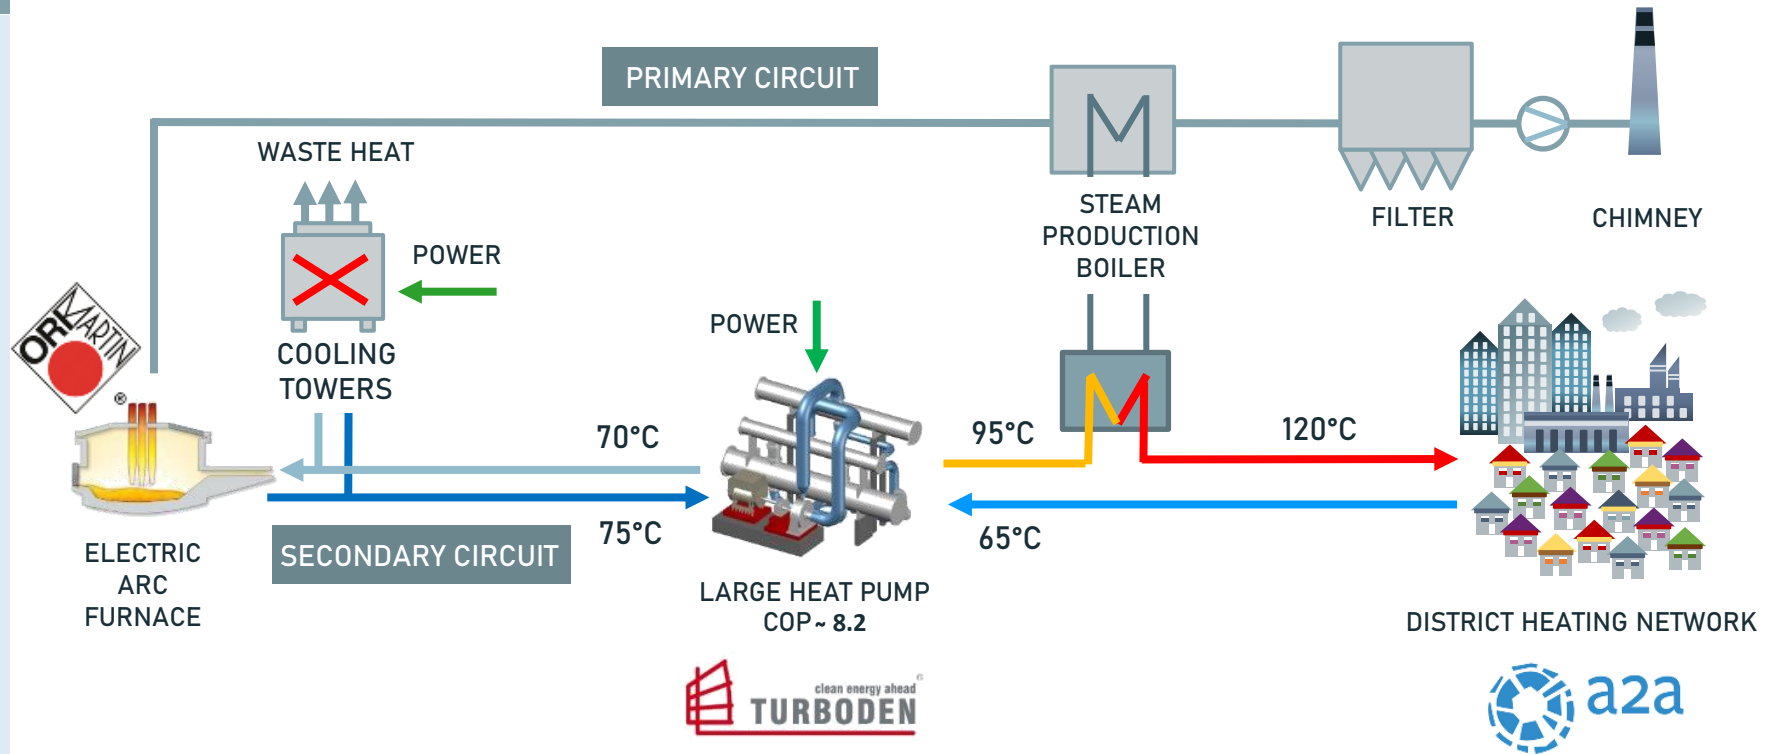 PRIMARY CIRCUIT
WASTE HEAT
POWER
COOLING
TOWERS
ORI
MARTIN
®
ELECTRIC
ARC
FURNACE
SECONDARY CIRCUIT
70°C
75°C
POWER
LARGE HEAT PUMP
COP~ 8.2
clean energy ahead
TURBODEN
STEAM
PRODUCTION
BOILER
FILTER
CHIMNEY
95°C
120°C
65°C
DISTRICT HEATING NETWORK
a2a